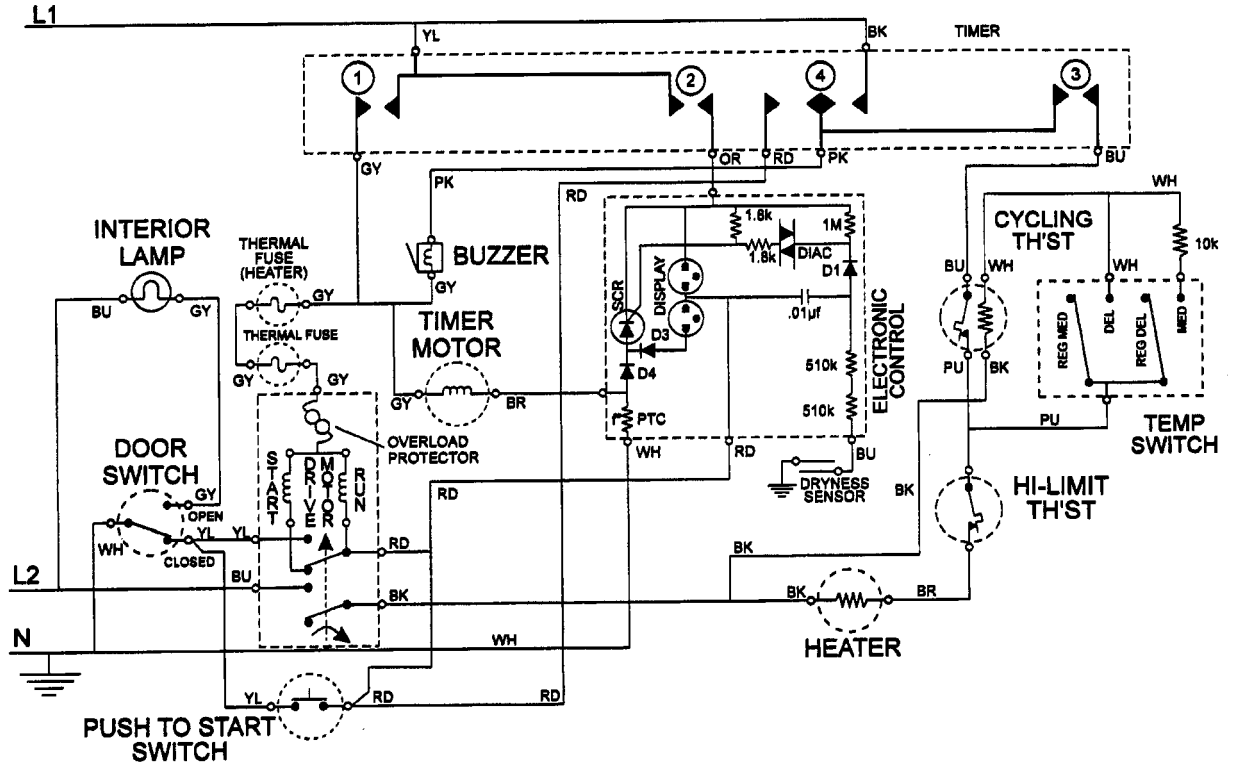 L1
YL
BK
TIMER
1
2
4
3
GY
OR
RD
PK
BU
PK
RD
WH
INTERIOR
LAMP
BU
GY
THERMAL
FUSE
(HEATER)
GY
THERMAL FUSE
GY
GY
BUZZER
GY
TIMER
MOTOR
GY
BR
1.8k
1M
1.8k
DIAC
D1
SCR
DISPLAY
.01µf
D3
D4
510k
510k
PTC
ELECTRONIC
CONTROL
WH
RD
BU
DRYNESS
SENSOR
CYCLING
TH'ST
BU
WH
PU
BK
WH
10k
REG MED
DEL
REG DEL
MED
PU
TEMP
SWITCH
HI-LIMIT
TH'ST
BK
OVERLOAD
PROTECTOR
START
DRIVE
MOTOR
RUN
DOOR
SWITCH
GY
OPEN
WH
YL
YL
CLOSED
RD
RD
BK
L2
BU
BK
BK
BR
HEATER
N
WH
YL
RD
RD
PUSH TO START
SWITCH